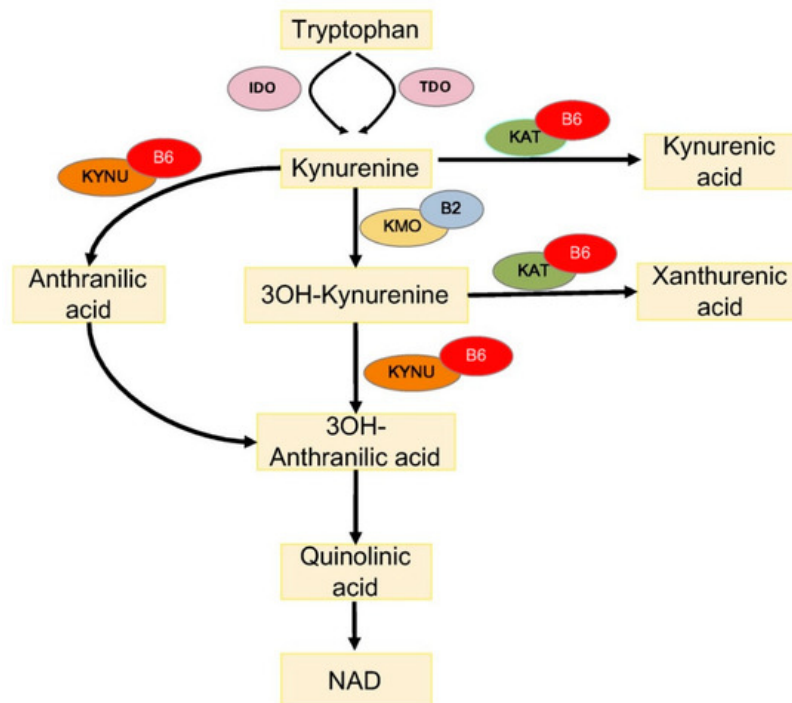 Tryptophan
IDO
TDO
KAT
B6
Kynurenic
acid
KYNU
B6
Kynurenine
KMO
B2
Anthranilic
acid
3OH-Kynurenine
KAT
B6
Xanthurenic
acid
KYNU
B6
3OH-
Anthranilic acid
Quinolinic
acid
NAD